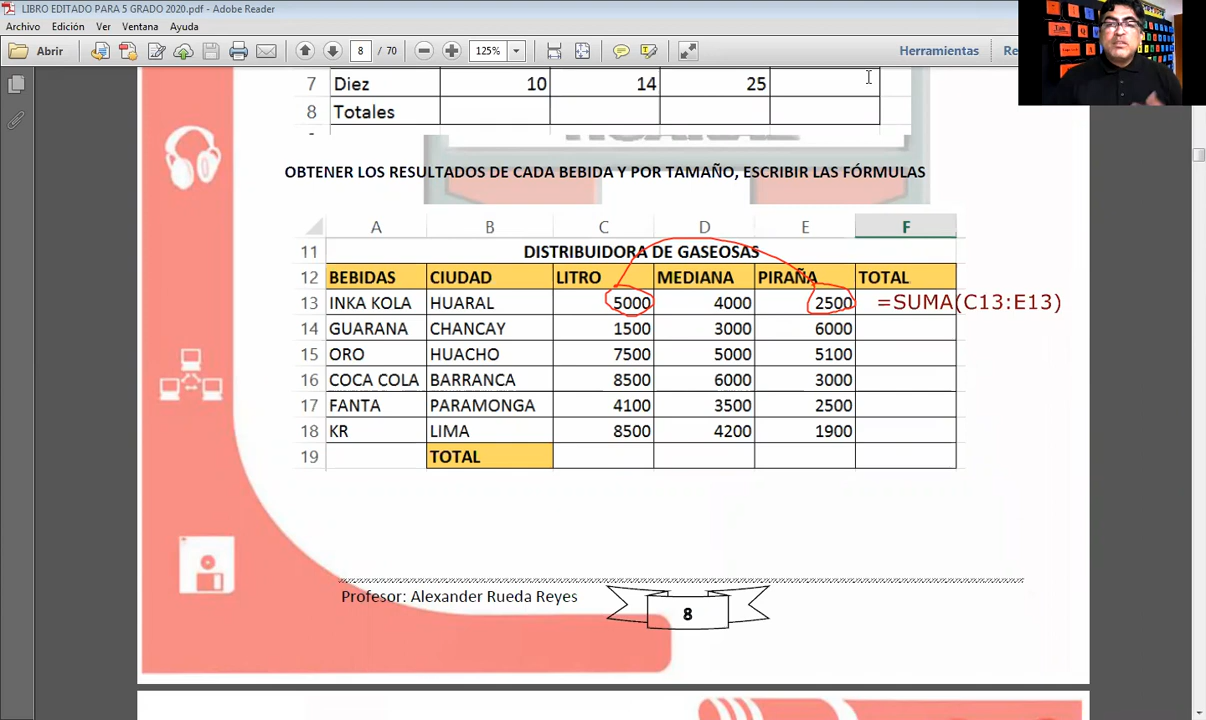 LIBRO EDITADO PARA 5 GRADO 2020.pdf - Adobe Reader
Archivo Edición Ver Ventana Ayuda
Abrir 8 / 70 125% Herramientas
7 Diez 10 14 25
8 Totales
OBTENER LOS RESULTADOS DE CADA BEBIDA Y POR TAMAÑO, ESCRIBIR LAS FÓRMULAS
A B C D E F
11 DISTRIBUIDORA DE GASEOSAS
12 BEBIDAS CIUDAD LITRO MEDIANA PIRAÑA TOTAL
13 INKA KOLA HUARAL 5000 4000 2500 =SUMA(C13:E13)
14 GUARANA CHANCAY 1500 3000 6000
15 ORO HUACHO 7500 5000 5100
16 COCA COLA BARRANCA 8500 6000 3000
17 FANTA PARAMONGA 4100 3500 2500
18 KR LIMA 8500 4200 1900
19 TOTAL
Profesor: Alexander Rueda Reyes
8